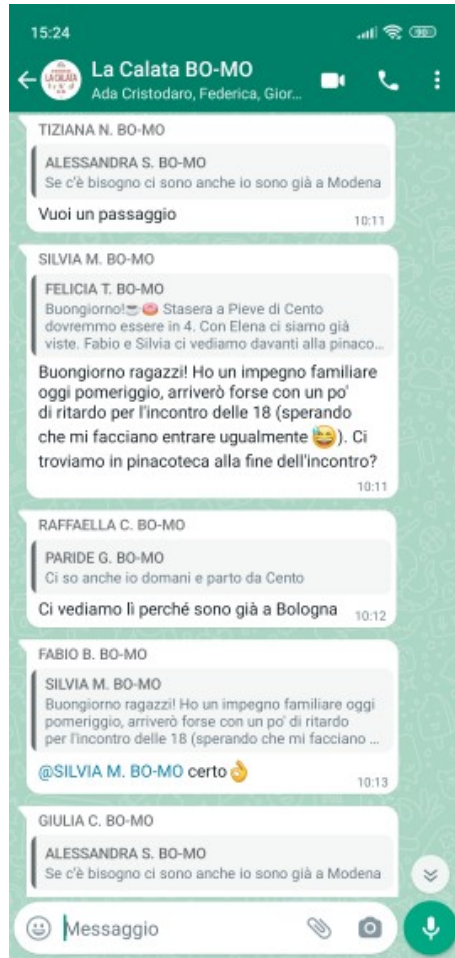 15:24
La Calata BO-MO
Ada Cristodaro, Federica, Gior...
TIZIANA N. BO-MO
ALESSANDRA S. BO-MO
Se c'è bisogno ci sono anche io sono già a Modena
Vuoi un passaggio
10:11
SILVIA M. BO-MO
FELICIA T. BO-MO
Buongiorno!☕🍩 Stasera a Pieve di Cento
dovremmo essere in 4. Con Elena ci siamo già
viste. Fabio e Silvia ci vediamo davanti alla pinaco...
Buongiorno ragazzi! Ho un impegno familiare
oggi pomeriggio, arriverò forse con un po'
di ritardo per l'incontro delle 18 (sperando
che mi facciano entrare ugualmente 😅). Ci
troviamo in pinacoteca alla fine dell'incontro?
10:11
RAFFAELLA C. BO-MO
PARIDE G. BO-MO
Ci so anche io domani e parto da Cento
Ci vediamo lì perché sono già a Bologna
10:12
FABIO B. BO-MO
SILVIA M. BO-MO
Buongiorno ragazzi! Ho un impegno familiare oggi
pomeriggio, arriverò forse con un po' di ritardo
per l'incontro delle 18 (sperando che mi facciano ...
@SILVIA M. BO-MO certo👌
10:13
GIULIA C. BO-MO
ALESSANDRA S. BO-MO
Se c'è bisogno ci sono anche io sono già a Modena
Messaggio